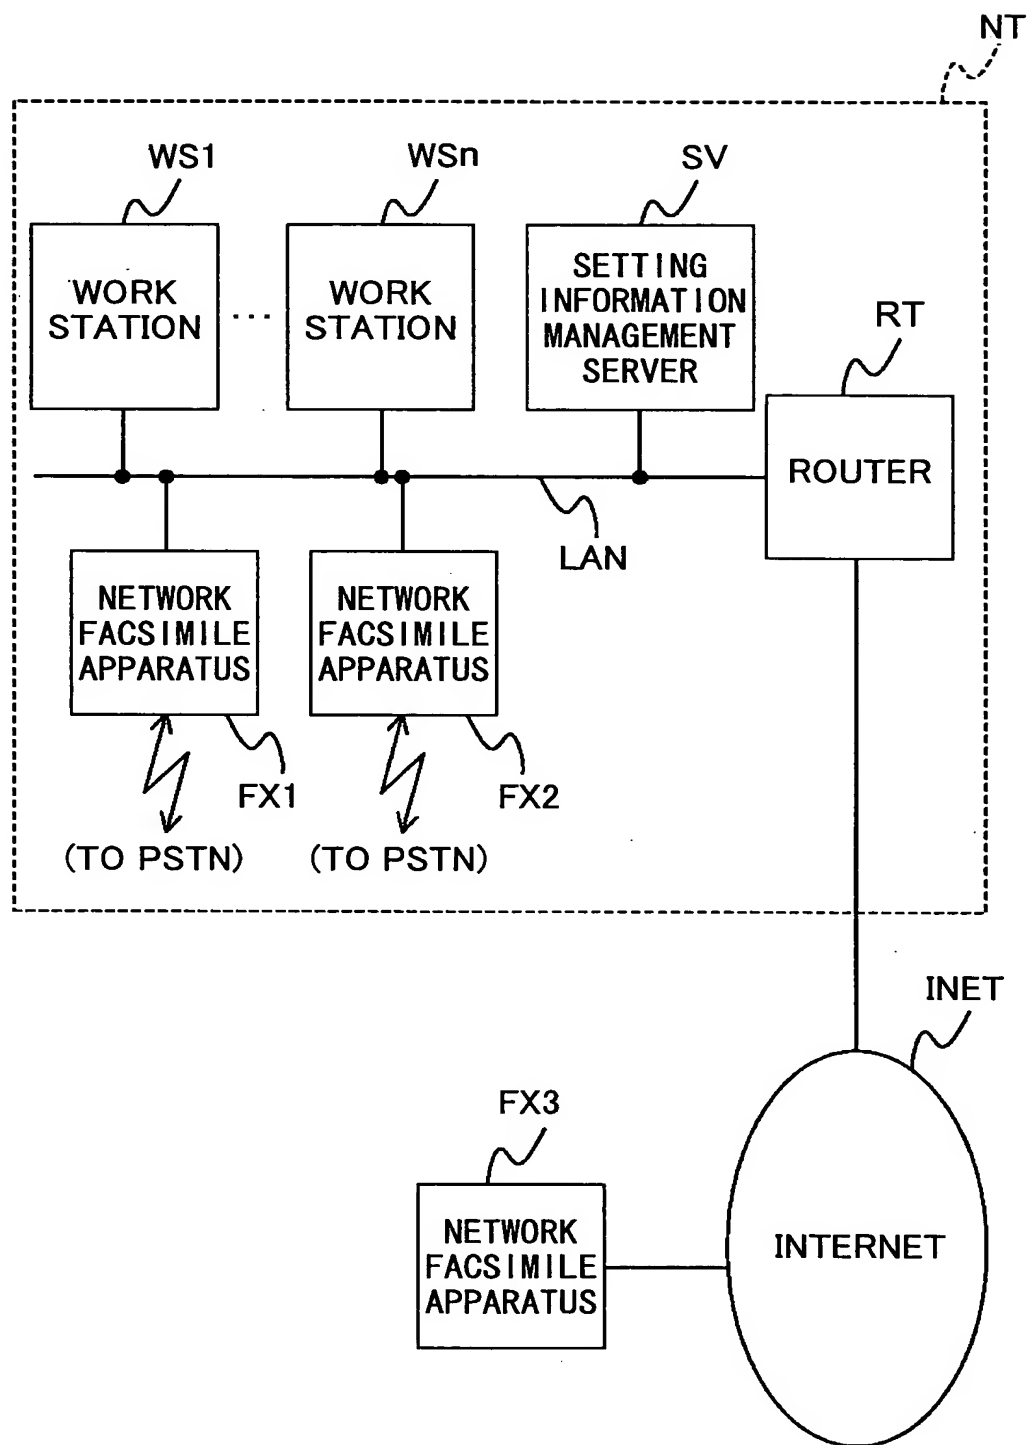 NT
WS1
WSn
SV
WORK
STATION
...
WORK
STATION
SETTING
INFORMATION
MANAGEMENT
SERVER
RT
ROUTER
LAN
NETWORK
FACSIMILE
APPARATUS
NETWORK
FACSIMILE
APPARATUS
FX1
FX2
(TO PSTN)
(TO PSTN)
INET
FX3
NETWORK
FACSIMILE
APPARATUS
INTERNET